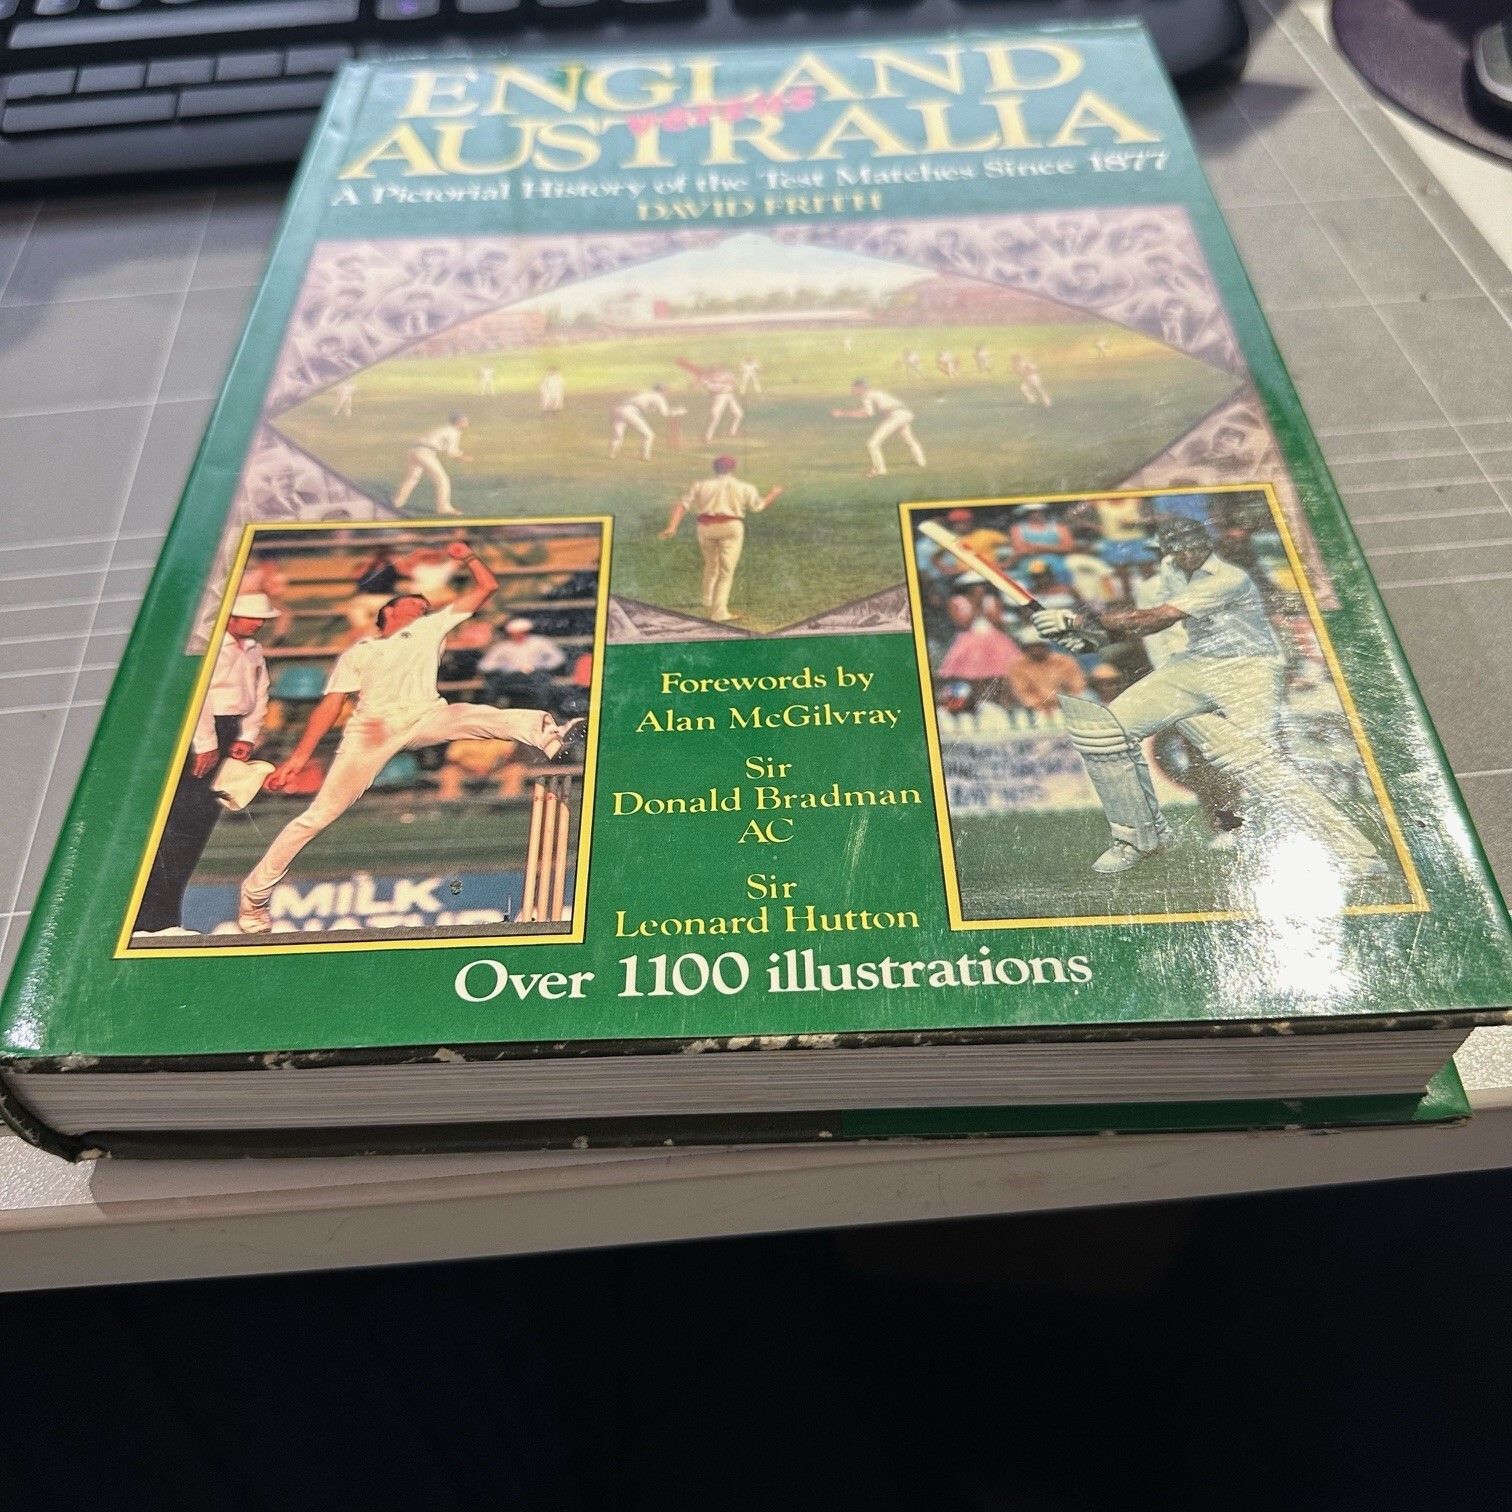 ENGLAND
versus
AUSTRALIA
A Pictorial History of the Test Matches Since 1877
DAVID FRITH
Forewords by
Alan McGilvray
Sir
Donald Bradman
AC
Sir
Leonard Hutton
Over 1100 illustrations
MILK